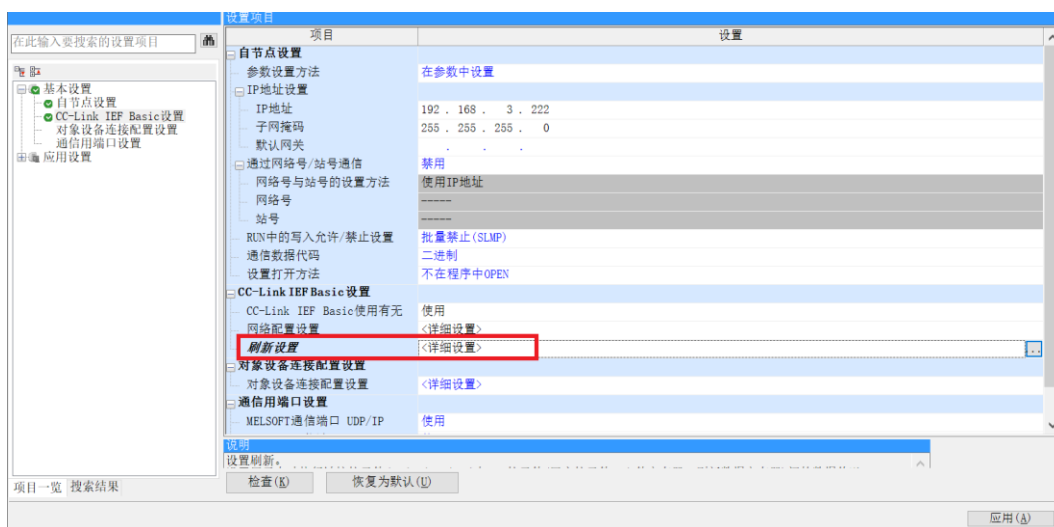 设置项目
在此输入要搜索的设置项目
基本设置
自节点设置
CC-Link IEF Basic设置
对象设备连接配置设置
通信用端口设置
应用设置
项目一览 搜索结果
项目 设置
自节点设置
参数设置方法 在参数中设置
IP地址设置
IP地址 192 . 168 . 3 . 222
子网掩码 255 . 255 . 255 . 0
默认网关 . . .
通过网络号/站号通信 禁用
网络号与站号的设置方法 使用IP地址
网络号 -----
站号 -----
RUN中的写入允许/禁止设置 批量禁止(SLMP)
通信数据代码 二进制
设置打开方法 不在程序中OPEN
CC-Link IEF Basic设置
CC-Link IEF Basic使用有无 使用
网络配置设置 <详细设置>
刷新设置 <详细设置>
对象设备连接配置设置
对象设备连接配置设置 <详细设置>
通信用端口设置
MELSOFT通信端口 UDP/IP 使用
说明
设置刷新。
检查(K) 恢复为默认(U)
应用(A)